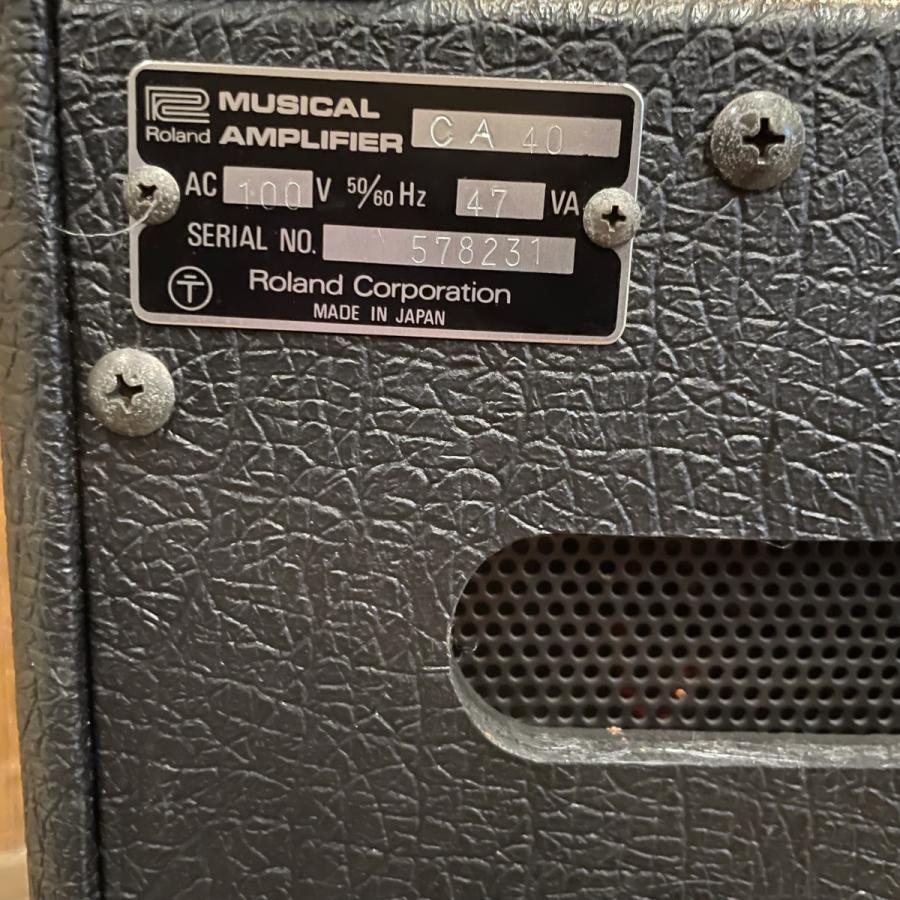 Roland MUSICAL AMPLIFIER CA 40
AC 100 V 50/60 Hz 47 VA
SERIAL NO. 578231
Roland Corporation
MADE IN JAPAN